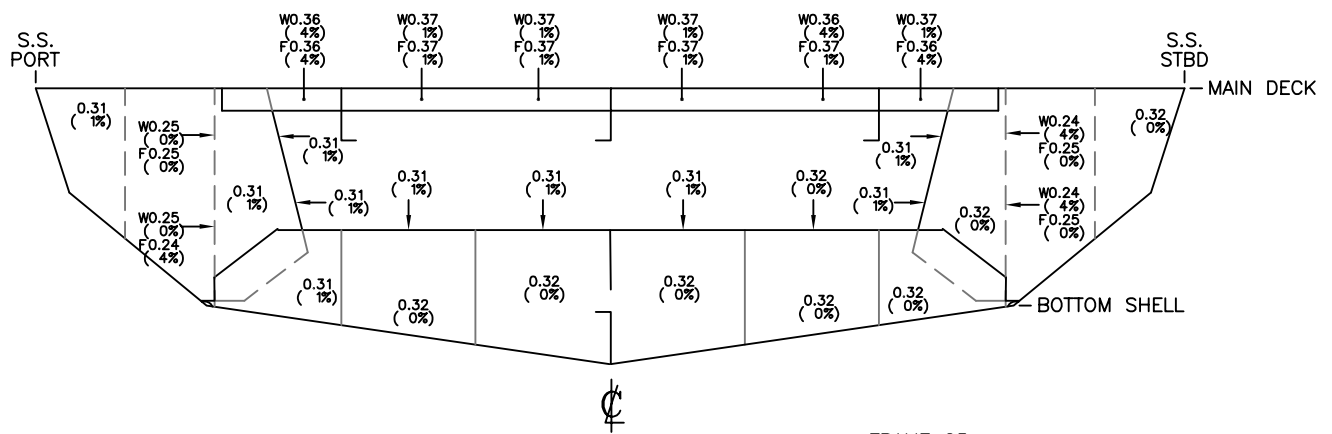 W0.36
( 4%)
F0.36
( 4%)
W0.37
( 1%)
F0.37
( 1%)
W0.37
( 1%)
F0.37
( 1%)
W0.37
( 1%)
F0.37
( 1%)
W0.36
( 4%)
F0.37
( 1%)
W0.37
( 1%)
F0.36
( 4%)
S.S.
PORT
S.S.
STBD
MAIN DECK
0.31
( 1%)
W0.25
( 0%)
F0.25
( 0%)
0.31
( 1%)
0.31
( 1%)
W0.24
( 4%)
F0.25
( 0%)
0.32
( 0%)
W0.25
( 0%)
F0.24
( 4%)
0.31
( 1%)
0.31
( 1%)
0.31
( 1%)
0.31
( 1%)
0.31
( 1%)
0.32
( 0%)
0.31
( 1%)
0.32
( 0%)
W0.24
( 4%)
F0.25
( 0%)
0.31
( 1%)
0.32
( 0%)
0.32
( 0%)
0.32
( 0%)
0.32
( 0%)
0.32
( 0%)
BOTTOM SHELL